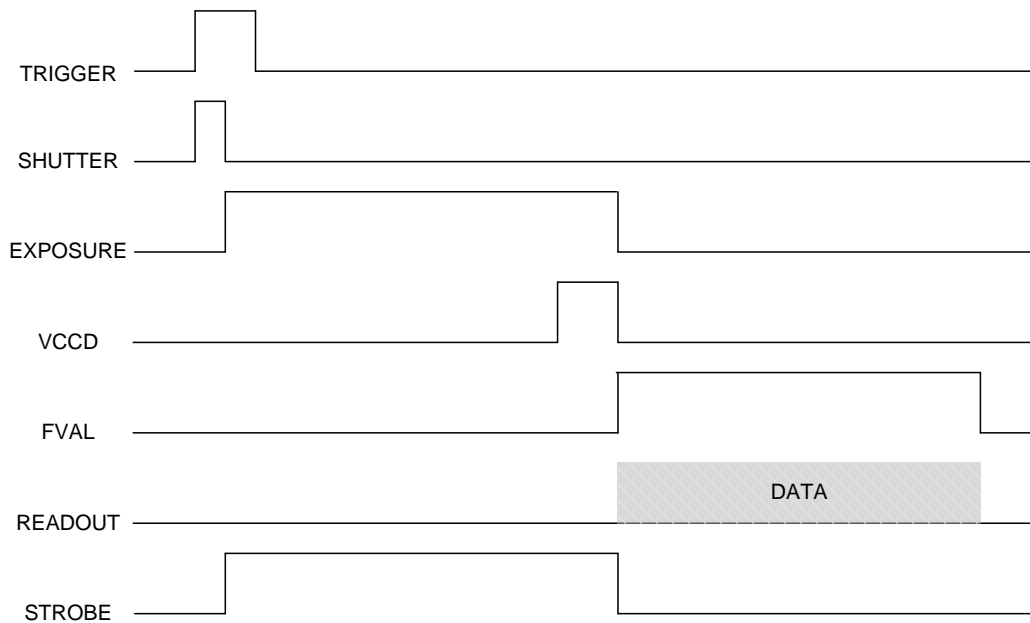 TRIGGER
SHUTTER
EXPOSURE
VCCD
FVAL
DATA
READOUT
STROBE